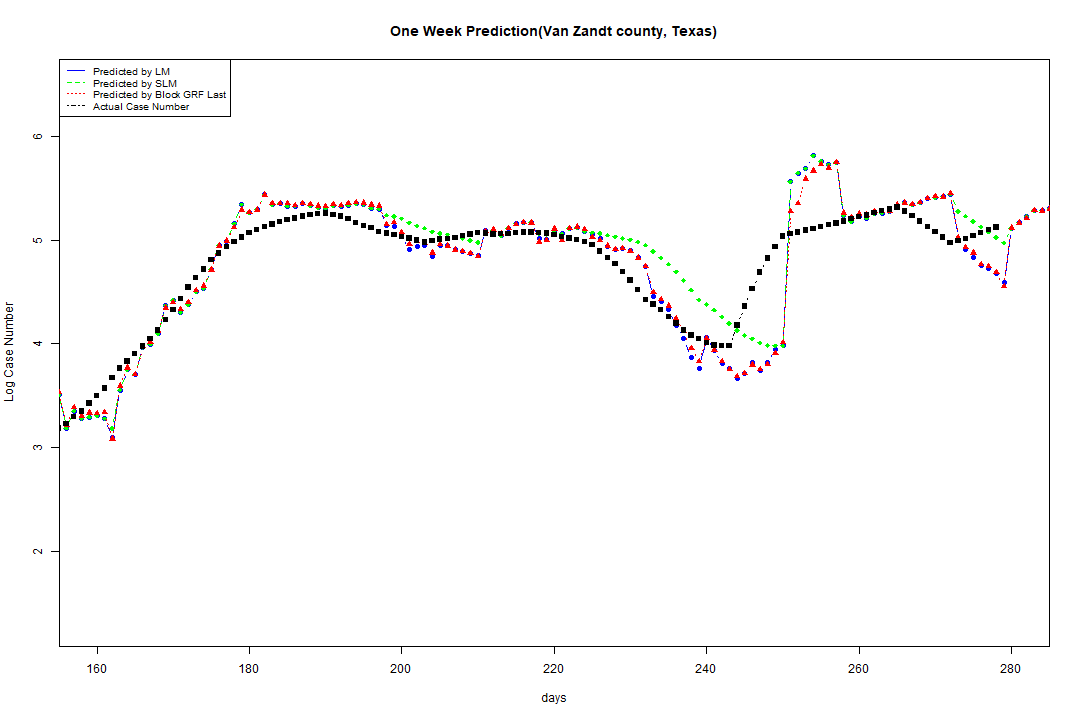 One Week Prediction(Van Zandt county, Texas)
Predicted by LM
Predicted by SLM
Predicted by Block GRF Last
Actual Case Number
6
5
4
3
2
Log Case Number
160 180 200 220 240 260 280
days